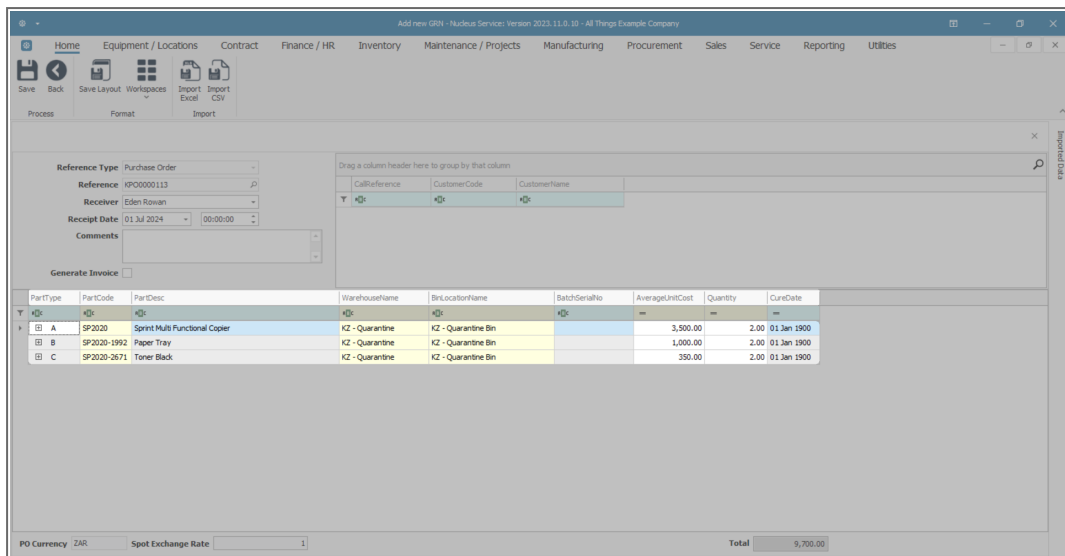 Add new GRN - Nucleus Service: Version 2023.11.0.10 - All Things Example Company
Home Equipment / Locations Contract Finance / HR Inventory Maintenance / Projects Manufacturing Procurement Sales Service Reporting Utilities
Save Back Save Layout Workspaces Import Excel Import CSV
Process Format Import
Imported Data
Reference Type Purchase Order
Reference KPO0000113
Receiver Eden Rowan
Receipt Date 01 Jul 2024 00:00:00
Comments
Generate Invoice
Drag a column header here to group by that column
CallReference CustomerCode CustomerName
PartType PartCode PartDesc WarehouseName BinLocationName BatchSerialNo AverageUnitCost Quantity CureDate
A SP2020 Sprint Multi Functional Copier KZ - Quarantine KZ - Quarantine Bin 3,500.00 2.00 01 Jan 1900
B SP2020-1992 Paper Tray KZ - Quarantine KZ - Quarantine Bin 1,000.00 2.00 01 Jan 1900
C SP2020-2671 Toner Black KZ - Quarantine KZ - Quarantine Bin 350.00 2.00 01 Jan 1900
PO Currency ZAR Spot Exchange Rate 1 Total 9,700.00